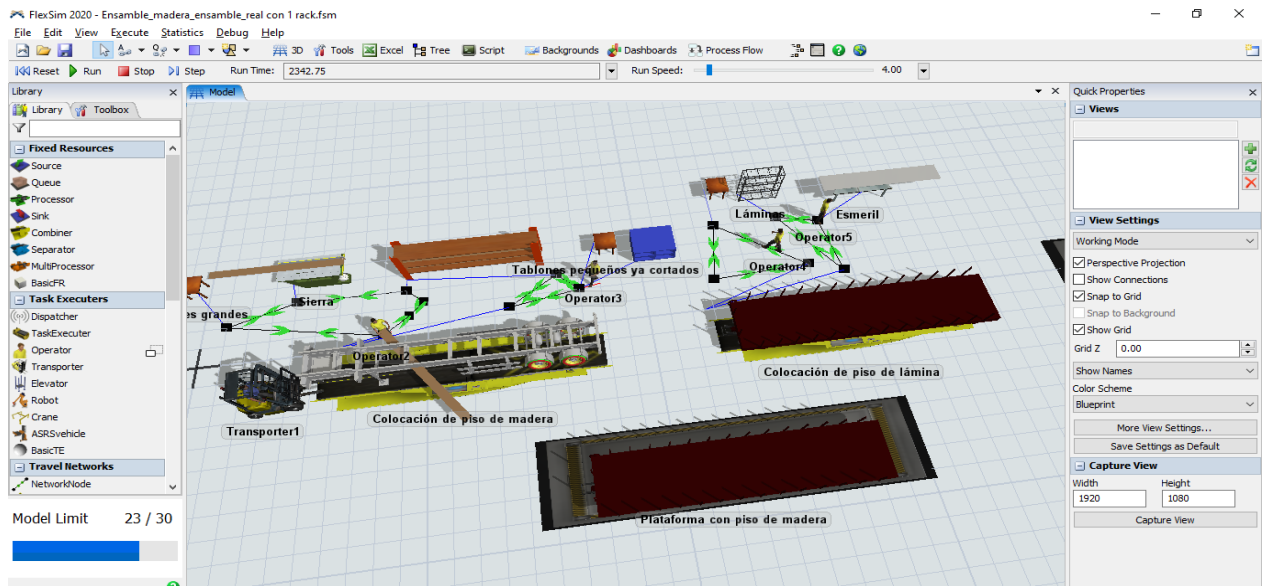 FlexSim 2020 - Ensamble_madera_ensamble_real con 1 rack.fsm
File Edit View Execute Statistics Debug Help
3D Tools Excel Tree Script Backgrounds Dashboards Process Flow
Reset Run Stop Step Run Time: 2342.75 Run Speed: 4.00
Library
Library Toolbox
Fixed Resources
Source
Queue
Processor
Sink
Combiner
Separator
MultiProcessor
BasicFR
Task Executers
Dispatcher
TaskExecuter
Operator
Transporter
Elevator
Robot
Crane
ASRSvehicle
BasicTE
Travel Networks
NetworkNode
Model Limit 23 / 30
Model
Láminas
Esmeril
Operator5
Operator4
Tablones pequeños ya cortados
Operator3
Sierra
es grandes
Operator2
Colocación de piso de lámina
Colocación de piso de madera
Transporter1
Plataforma con piso de madera
Quick Properties
Views
View Settings
Working Mode
Perspective Projection
Show Connections
Snap to Grid
Snap to Background
Show Grid
Grid Z 0.00
Show Names
Color Scheme
Blueprint
More View Settings...
Save Settings as Default
Capture View
Width Height
1920 1080
Capture View